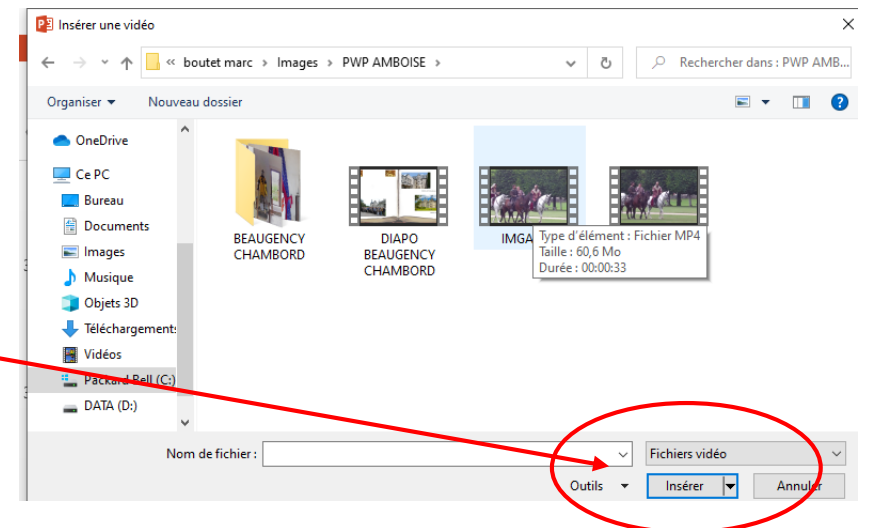 Insérer une vidéo
« boutet marc > Images > PWP AMBOISE >
Rechercher dans : PWP AMB...
Organiser
Nouveau dossier
OneDrive
Ce PC
Bureau
Documents
Images
Musique
Objets 3D
Téléchargements
Vidéos
Packard Bell (C:)
DATA (D:)
BEAUGENCY
CHAMBORD
DIAPO
BEAUGENCY
CHAMBORD
IMGA
Type d'élément : Fichier MP4
Taille : 60,6 Mo
Durée : 00:00:33
Nom de fichier :
Fichiers vidéo
Outils
Insérer
Annuler